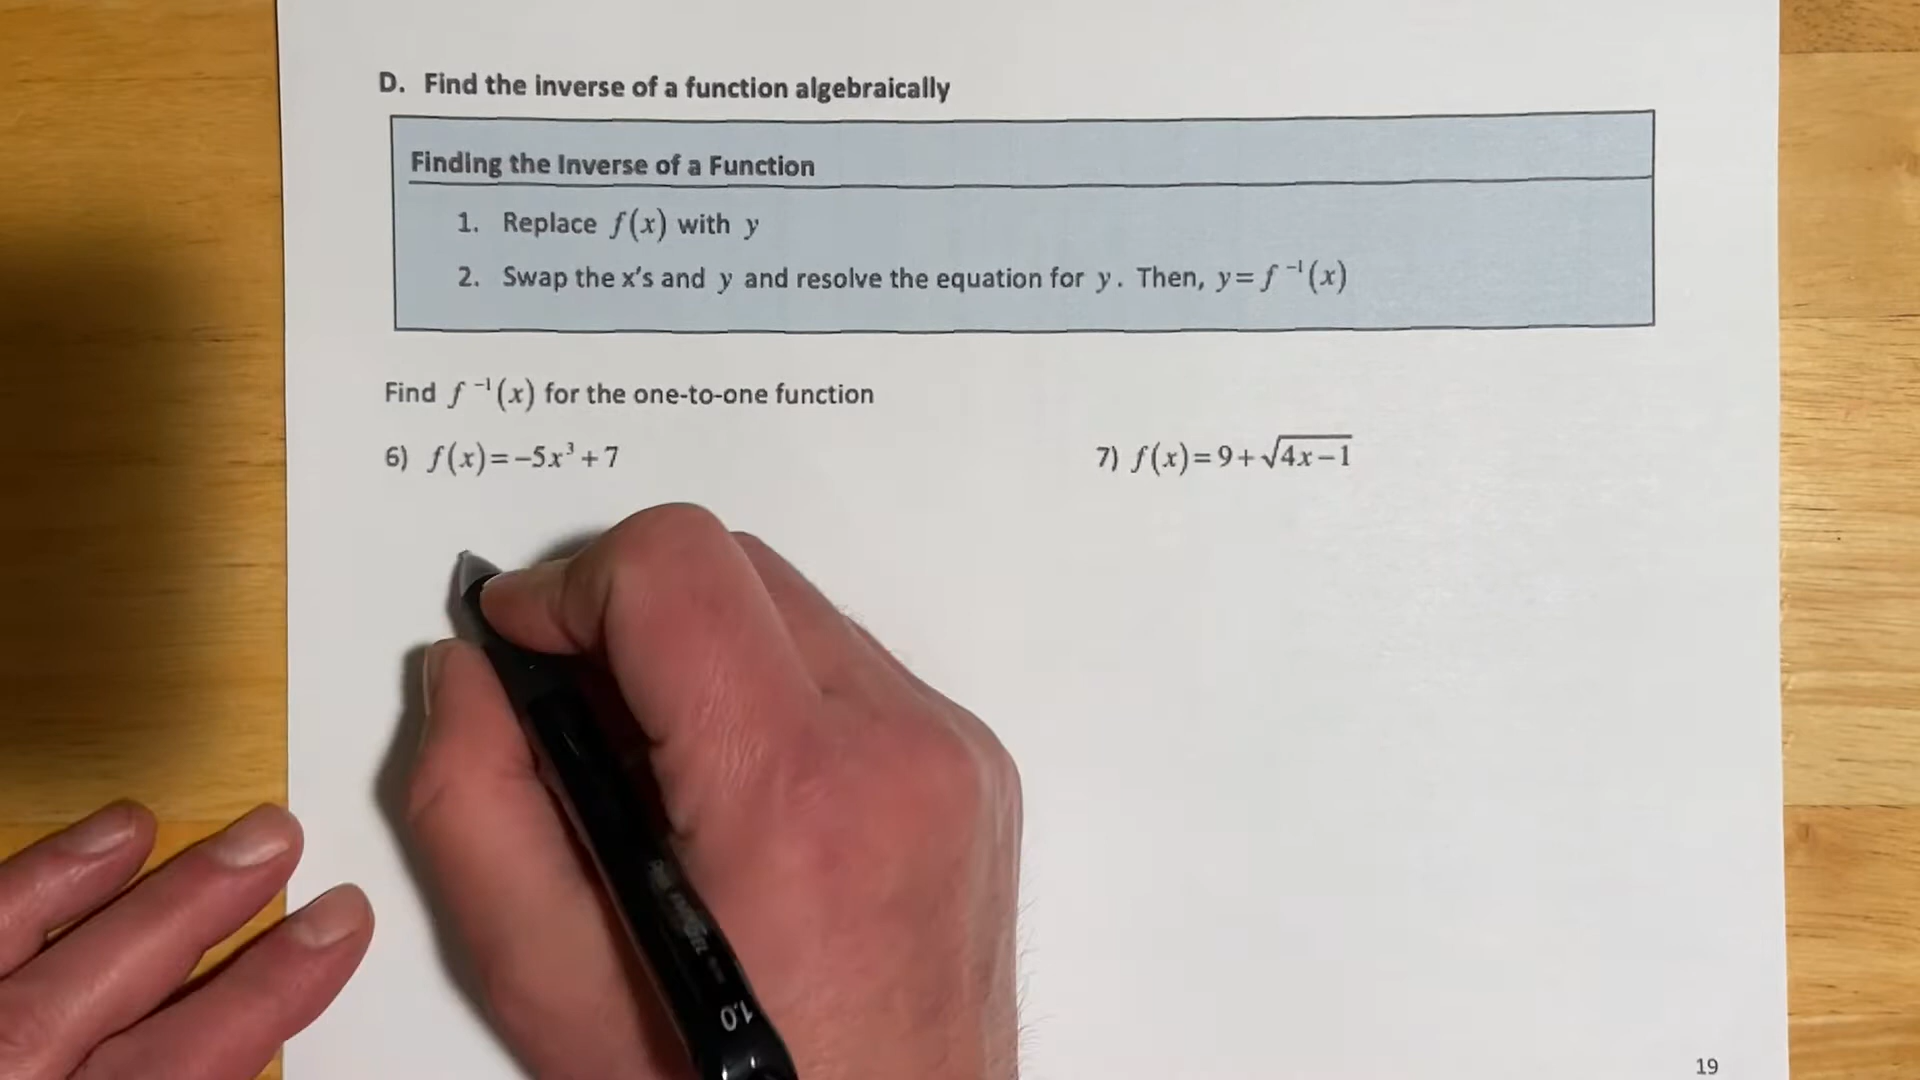 D. Find the inverse of a function algebraically
Finding the Inverse of a Function
1. Replace f(x) with y
2. Swap the x's and y and resolve the equation for y. Then, y = f⁻¹(x)
Find f⁻¹(x) for the one-to-one function
6) f(x) = −5x³ + 7
7) f(x) = 9 + √(4x−1)
1.0
19